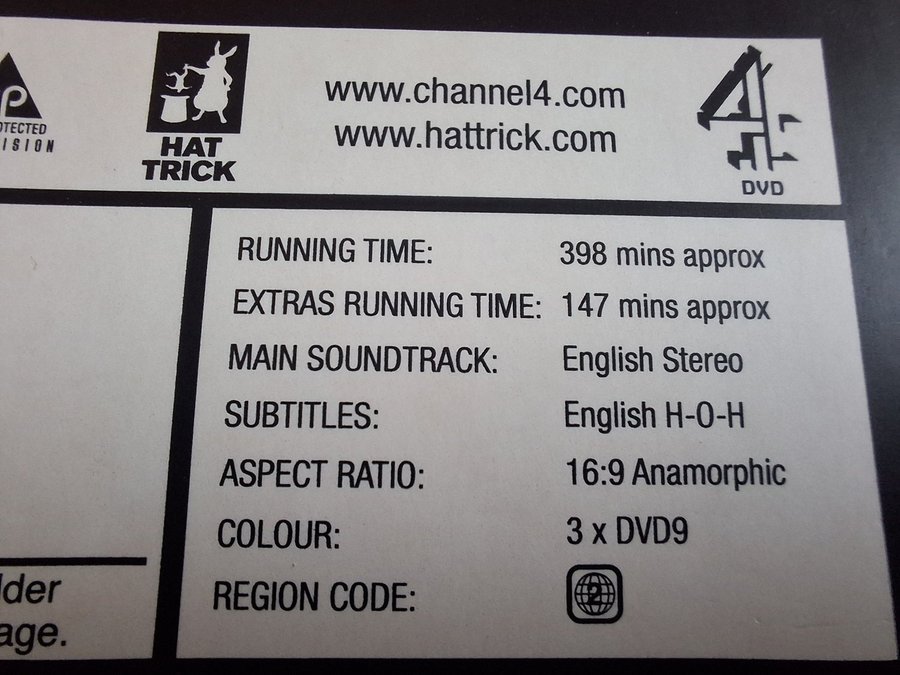 P
OTECTED
ISION
HAT
TRICK
www.channel4.com
www.hattrick.com
4
DVD
RUNNING TIME: 398 mins approx
EXTRAS RUNNING TIME: 147 mins approx
MAIN SOUNDTRACK: English Stereo
SUBTITLES: English H-O-H
ASPECT RATIO: 16:9 Anamorphic
COLOUR: 3 x DVD9
REGION CODE: 2
lder
age.